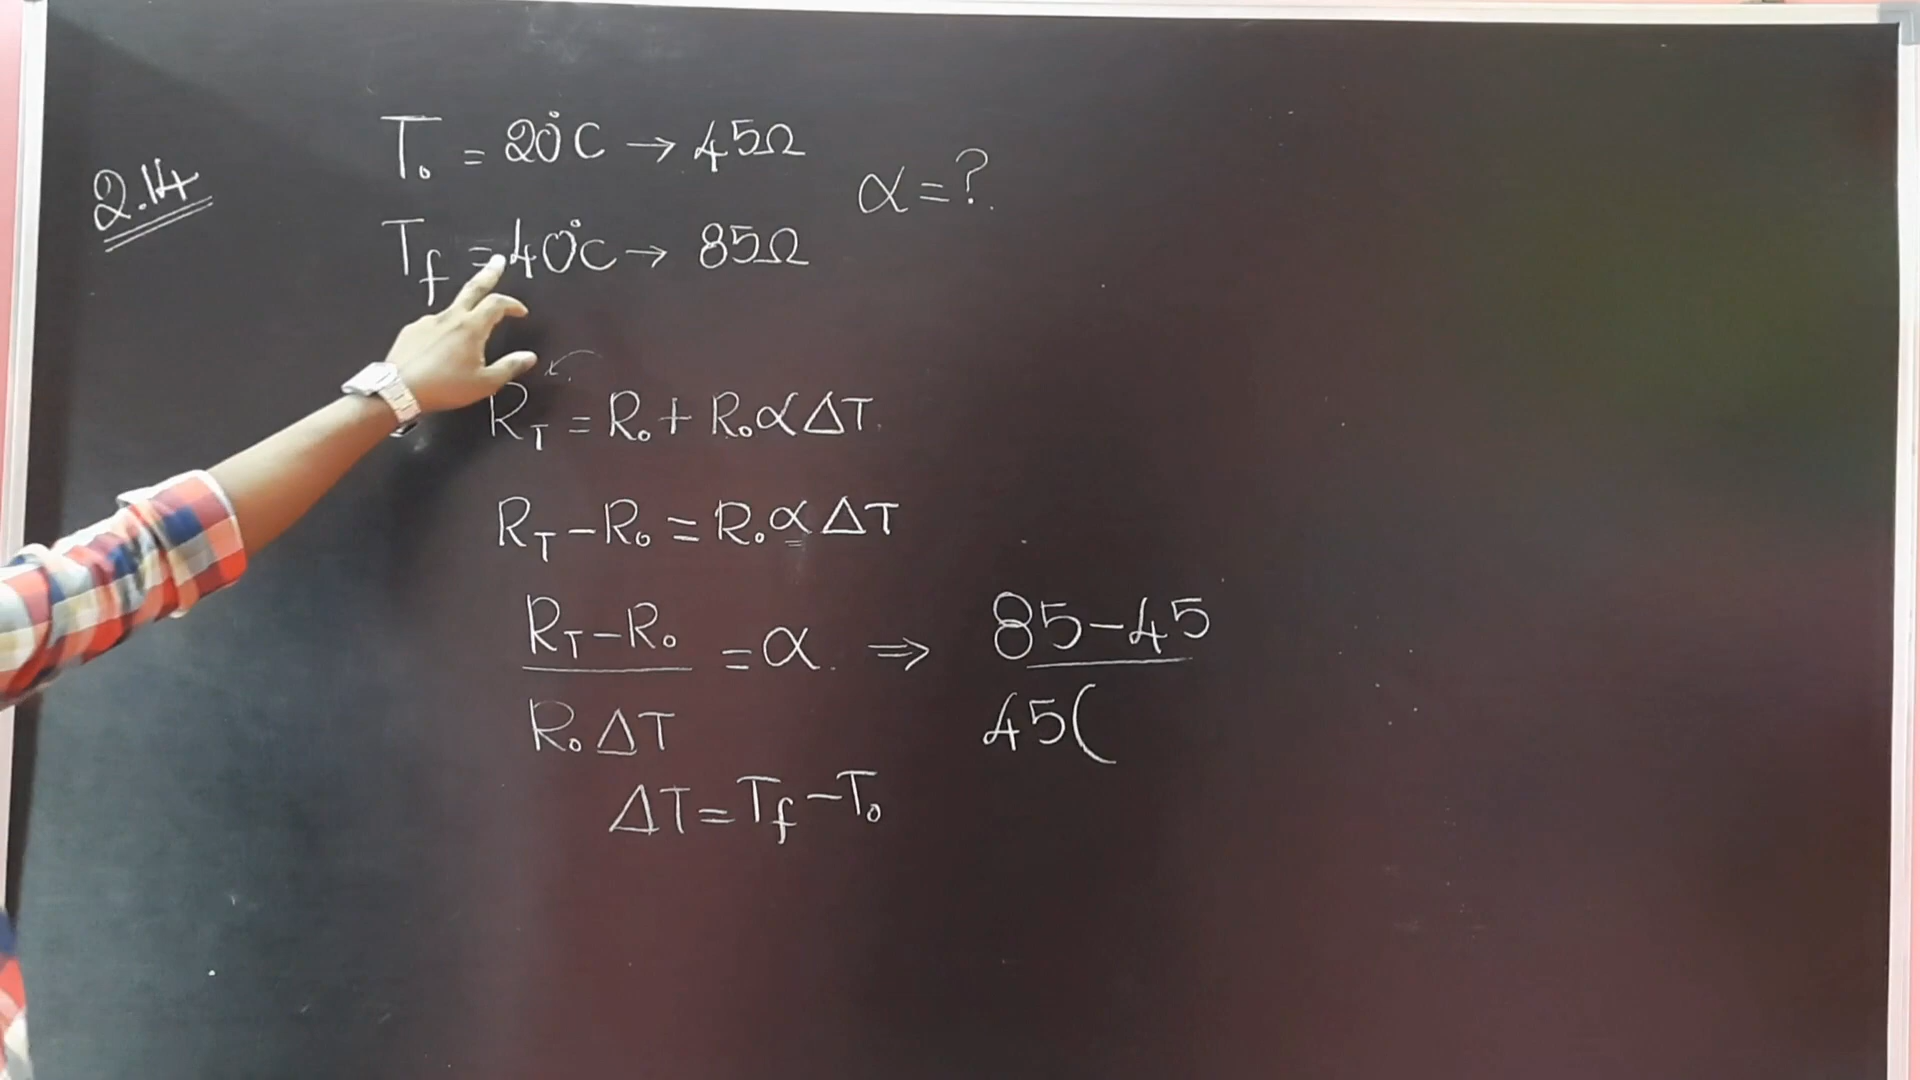 2.14
T₀ = 20°C → 45Ω
α = ?
T_f = 40°C → 85Ω
R_T = R₀ + R₀αΔT
R_T − R₀ = R₀αΔT
R_T − R₀ / R₀ΔT = α ⇒ 85 − 45 / 45(
ΔT = T_f − T₀